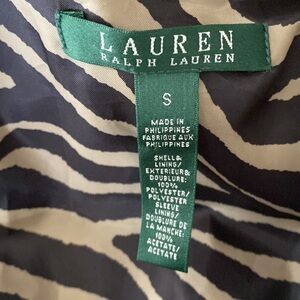 LAUREN
RALPH LAUREN
S
MADE IN
PHILIPPINES
FABRIQUE AUX
PHILIPPINES
SHELL&
LINING/
EXTERIEUR&
DOUBLURE:
100%
POLYESTER/
POLYESTER
SLEEVE
LINING/
DOUBLURE DE
LA MANCHE:
100%
ACETATE/
ACETATE